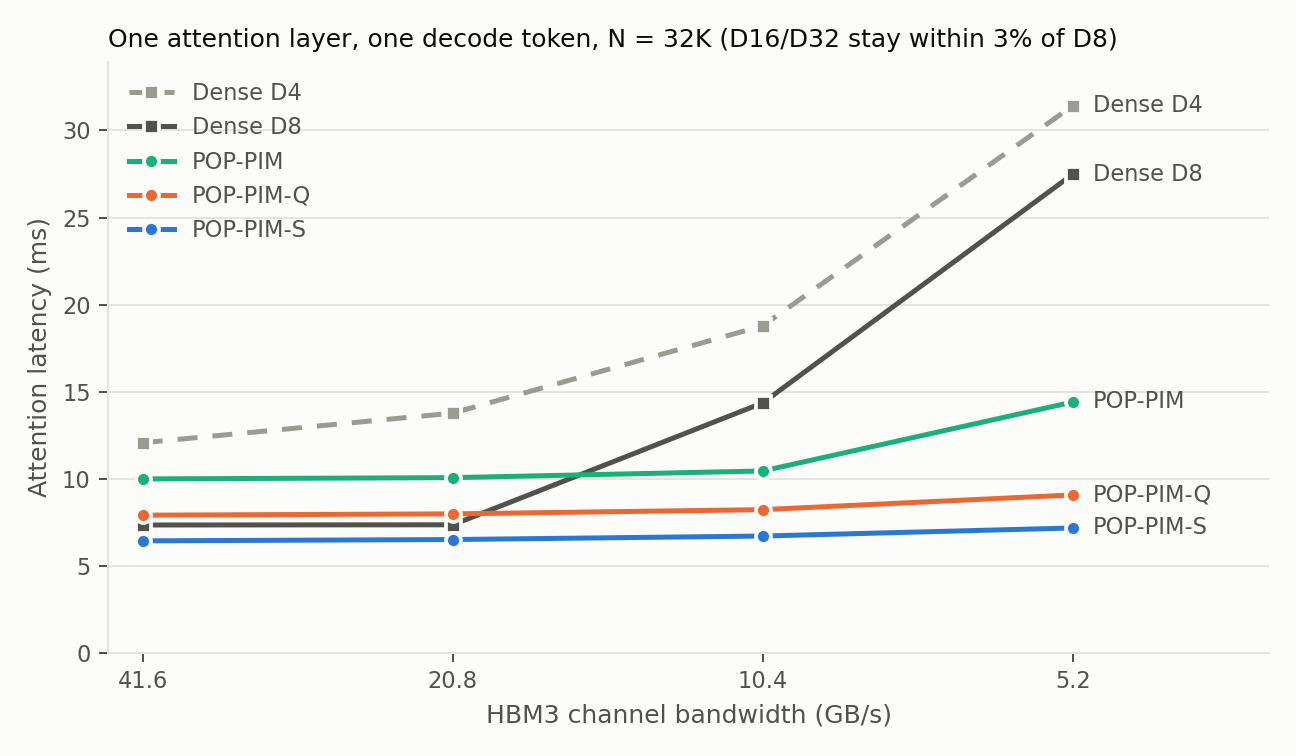 One attention layer, one decode token, N = 32K (D16/D32 stay within 3% of D8)
Dense D4
Dense D8
POP-PIM
POP-PIM-Q
POP-PIM-S
Dense D4
Dense D8
POP-PIM
POP-PIM-Q
POP-PIM-S
Attention latency (ms)
30
25
20
15
10
5
0
41.6 20.8 10.4 5.2
HBM3 channel bandwidth (GB/s)